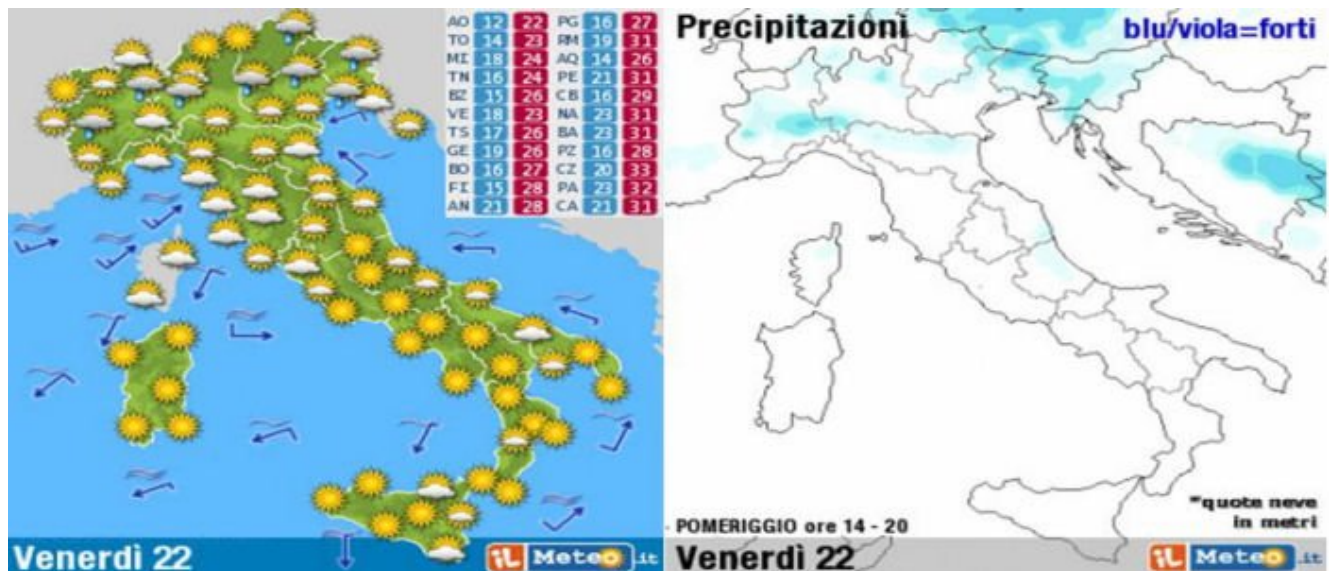 AO 12 22 PG 16 27
TO 14 23 RM 19 31
MI 18 24 AQ 14 26
TN 16 24 PE 21 31
BZ 15 26 CB 16 29
VE 18 23 NA 23 31
TS 17 26 BA 23 31
GE 19 26 PZ 16 28
BO 16 27 CZ 20 33
FI 15 28 PA 23 32
AN 21 28 CA 21 31
Venerdì 22
iL Meteo.it
Precipitazioni
blu/viola=forti
*quote neve
in metri
- POMERIGGIO ore 14 - 20
Venerdì 22
iL Meteo.it